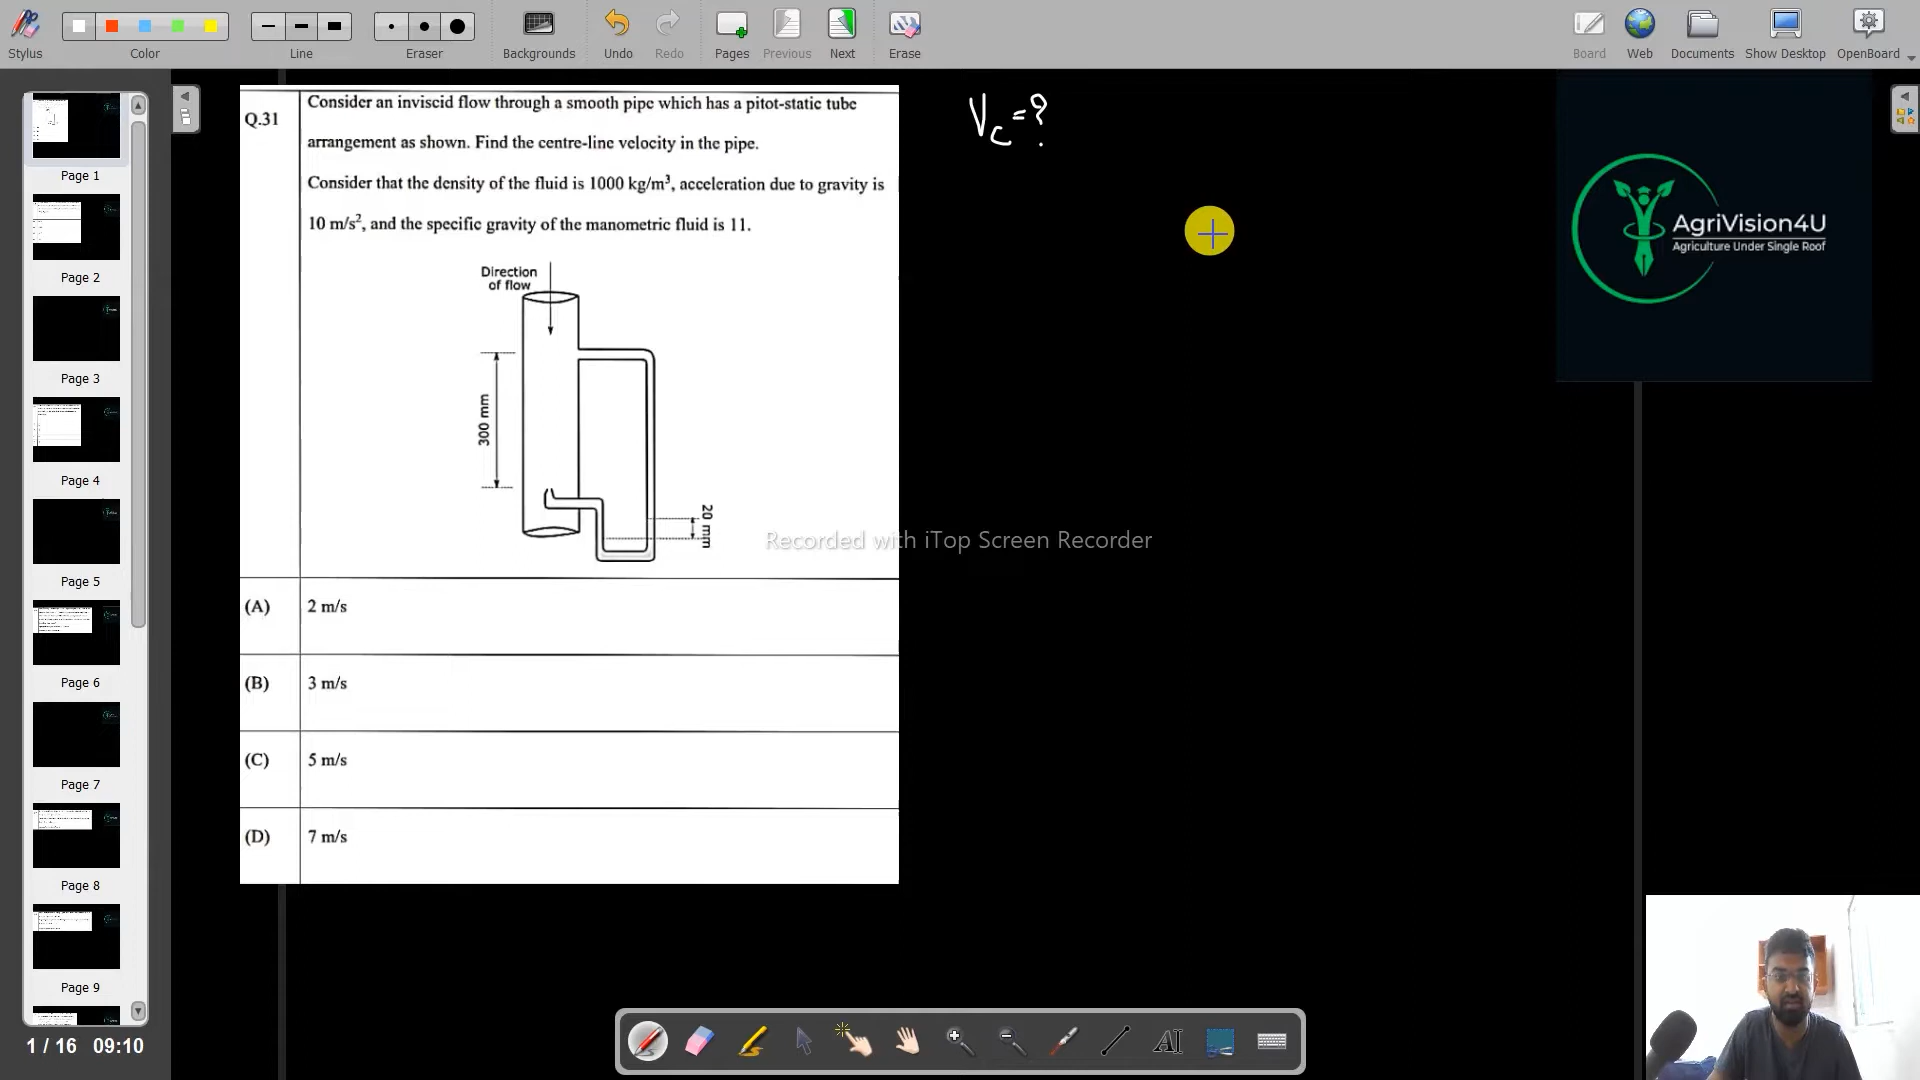 Stylus
Color
Line
Eraser
Backgrounds
Undo
Redo
Pages
Previous
Next
Erase
Board
Web
Documents
Show Desktop
OpenBoard
Page 1
Page 2
Page 3
Page 4
Page 5
Page 6
Page 7
Page 8
Page 9
1 / 16 09:10
Q.31
Consider an inviscid flow through a smooth pipe which has a pitot-static tube
arrangement as shown. Find the centre-line velocity in the pipe.
Consider that the density of the fluid is 1000 kg/m³, acceleration due to gravity is
10 m/s², and the specific gravity of the manometric fluid is 11.
Direction
of flow
300 mm
20 mm
(A) 2 m/s
(B) 3 m/s
(C) 5 m/s
(D) 7 m/s
Vc=?
AgriVision4U
Agriculture Under Single Roof
Recorded with iTop Screen Recorder
AI